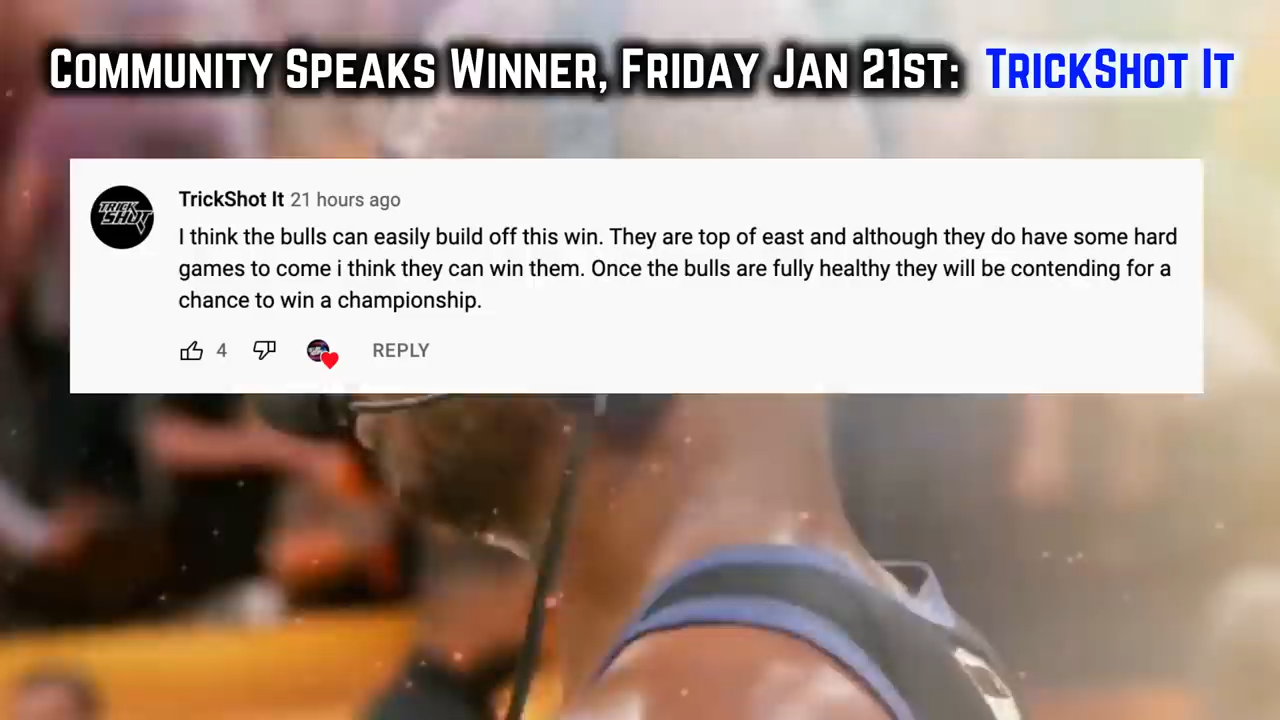 Community Speaks Winner, Friday Jan 21st: TrickShot It
TRICK
SHOT
TrickShot It 21 hours ago
I think the bulls can easily build off this win. They are top of east and although they do have some hard
games to come i think they can win them. Once the bulls are fully healthy they will be contending for a
chance to win a championship.
4
REPLY